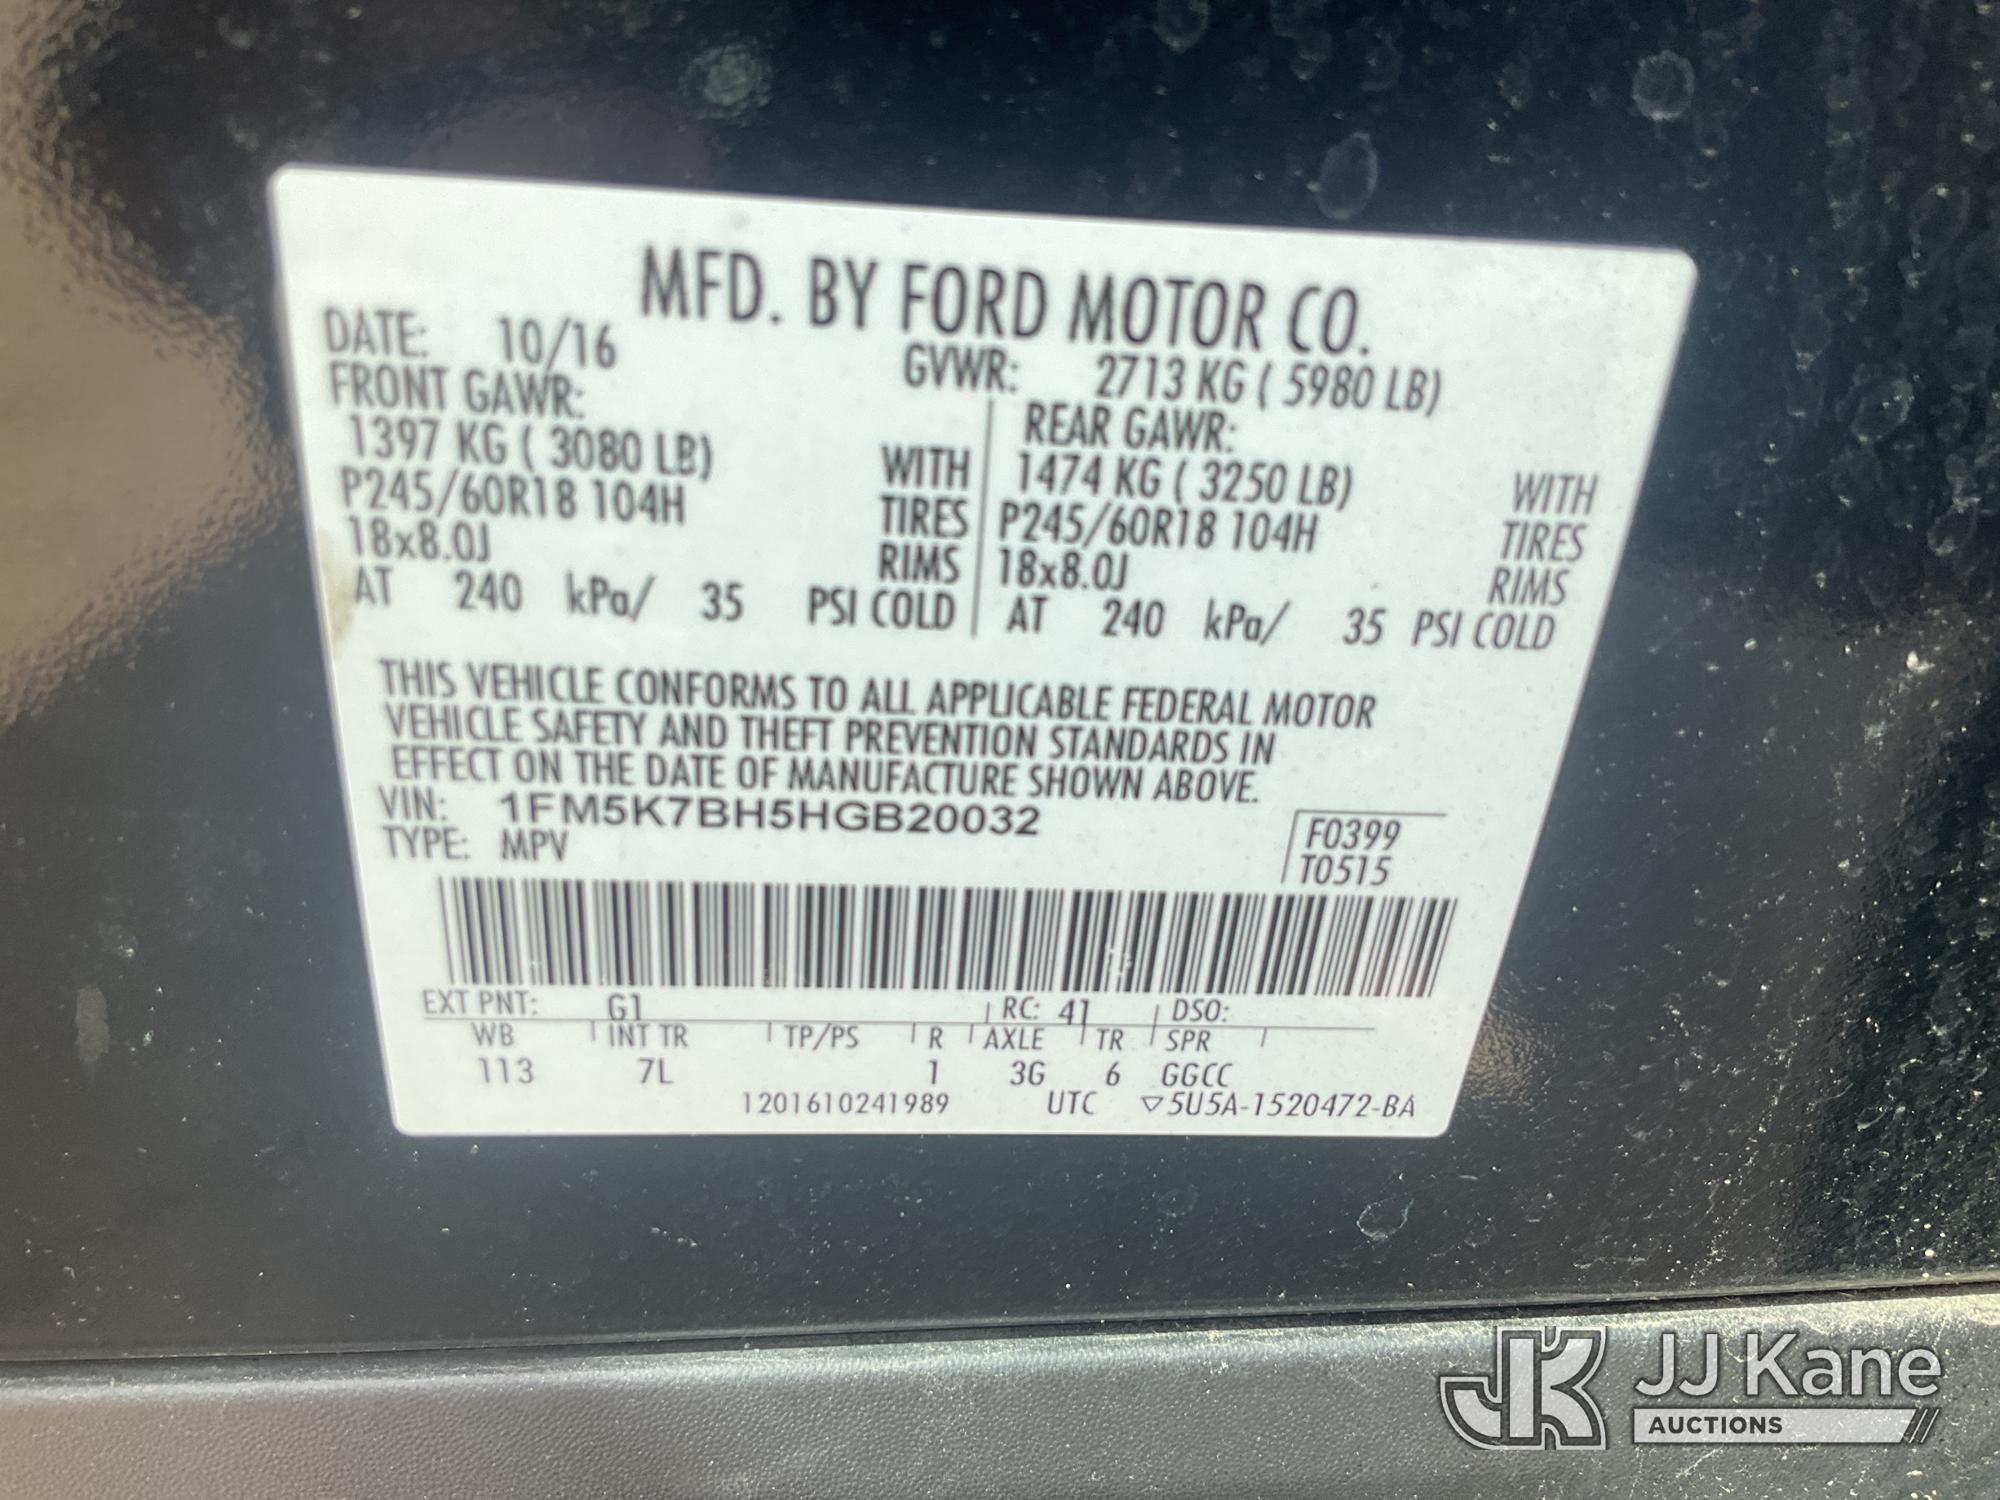 MFD. BY FORD MOTOR CO.
DATE: 10/16 GVWR: 2713 KG ( 5980 LB)
FRONT GAWR: REAR GAWR:
1397 KG ( 3080 LB) WITH 1474 KG ( 3250 LB) WITH
P245/60R18 104H TIRES P245/60R18 104H TIRES
18x8.0J RIMS 18x8.0J RIMS
AT 240 kPa/ 35 PSI COLD AT 240 kPa/ 35 PSI COLD
THIS VEHICLE CONFORMS TO ALL APPLICABLE FEDERAL MOTOR
VEHICLE SAFETY AND THEFT PREVENTION STANDARDS IN
EFFECT ON THE DATE OF MANUFACTURE SHOWN ABOVE.
VIN: 1FM5K7BH5HGB20032
TYPE: MPV
F0399
T0515
EXT PNT: G1 RC: 41 DSO:
WB INT TR TP/PS R AXLE TR SPR
113 7L 1 3G 6 GGCC
1201610241989 UTC ▽5U5A-1520472-BA
JK JJ Kane
AUCTIONS